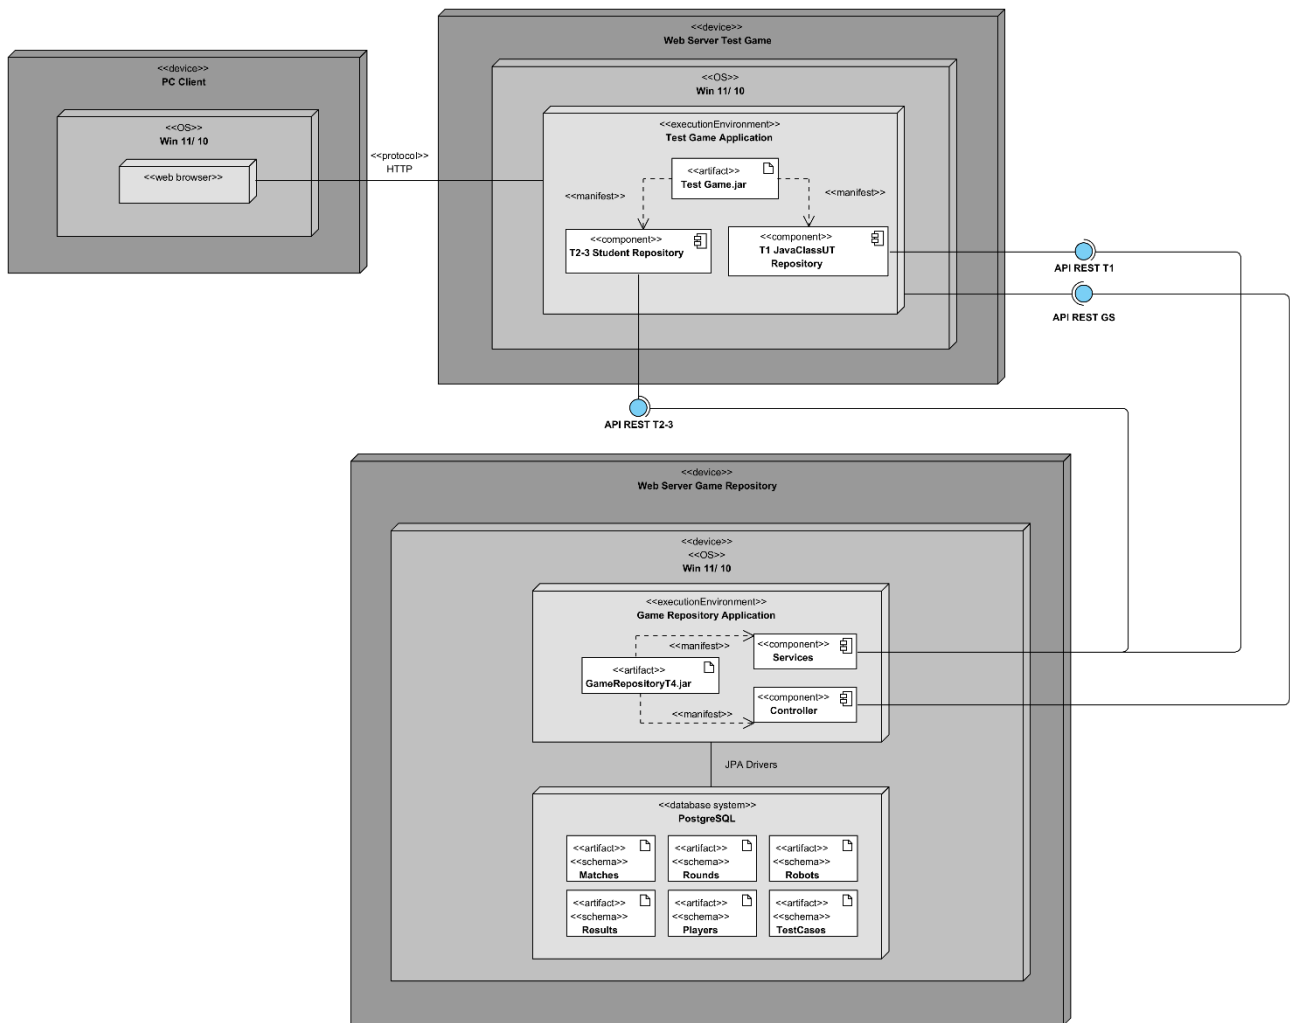 <<device>>
PC Client
<<OS>>
Win 11/ 10
<<web browser>>
<<protocol>>
HTTP
<<device>>
Web Server Test Game
<<OS>>
Win 11/ 10
<<executionEnvironment>>
Test Game Application
<<artifact>>
Test Game.jar
<<manifest>>
<<manifest>>
<<component>>
T2-3 Student Repository
<<component>>
T1 JavaClassUT
Repository
API REST T1
API REST GS
API REST T2-3
<<device>>
Web Server Game Repository
<<device>>
<<OS>>
Win 11/ 10
<<executionEnvironment>>
Game Repository Application
<<manifest>>
<<component>>
Services
<<artifact>>
GameRepositoryT4.jar
<<manifest>>
<<component>>
Controller
JPA Drivers
<<database system>>
PostgreSQL
<<artifact>>
<<schema>>
Matches
<<artifact>>
<<schema>>
Rounds
<<artifact>>
<<schema>>
Robots
<<artifact>>
<<schema>>
Results
<<artifact>>
<<schema>>
Players
<<artifact>>
<<schema>>
TestCases